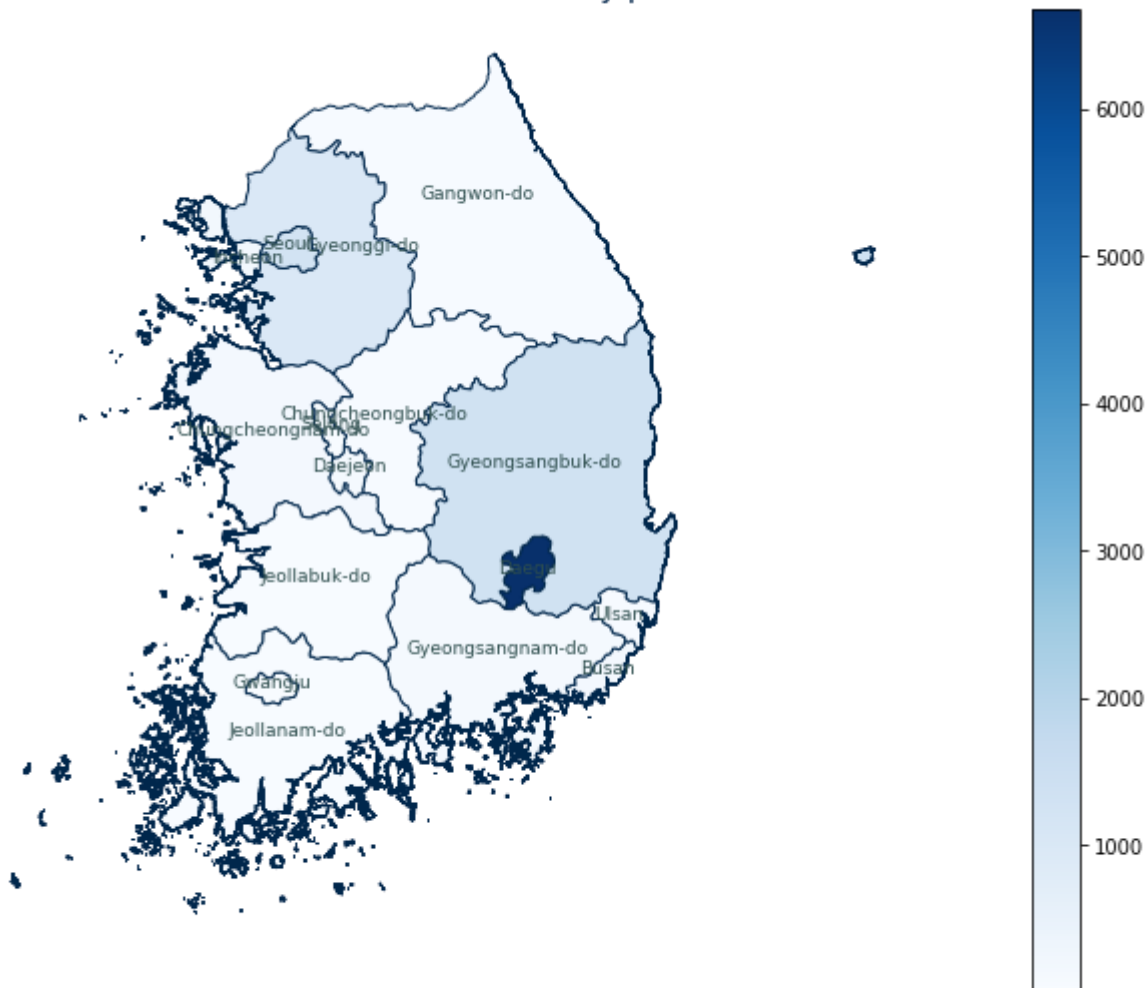 6000
Gangwon-do
Seoul
Gyeonggi-do
Incheon
5000
4000
Chungcheongbuk-do
Sejong
Chungcheongnam-do
Gyeongsangbuk-do
Daejeon
3000
Daegu
Jeollabuk-do
Ulsan
Gyeongsangnam-do
Busan
Gwangju
2000
Jeollanam-do
1000